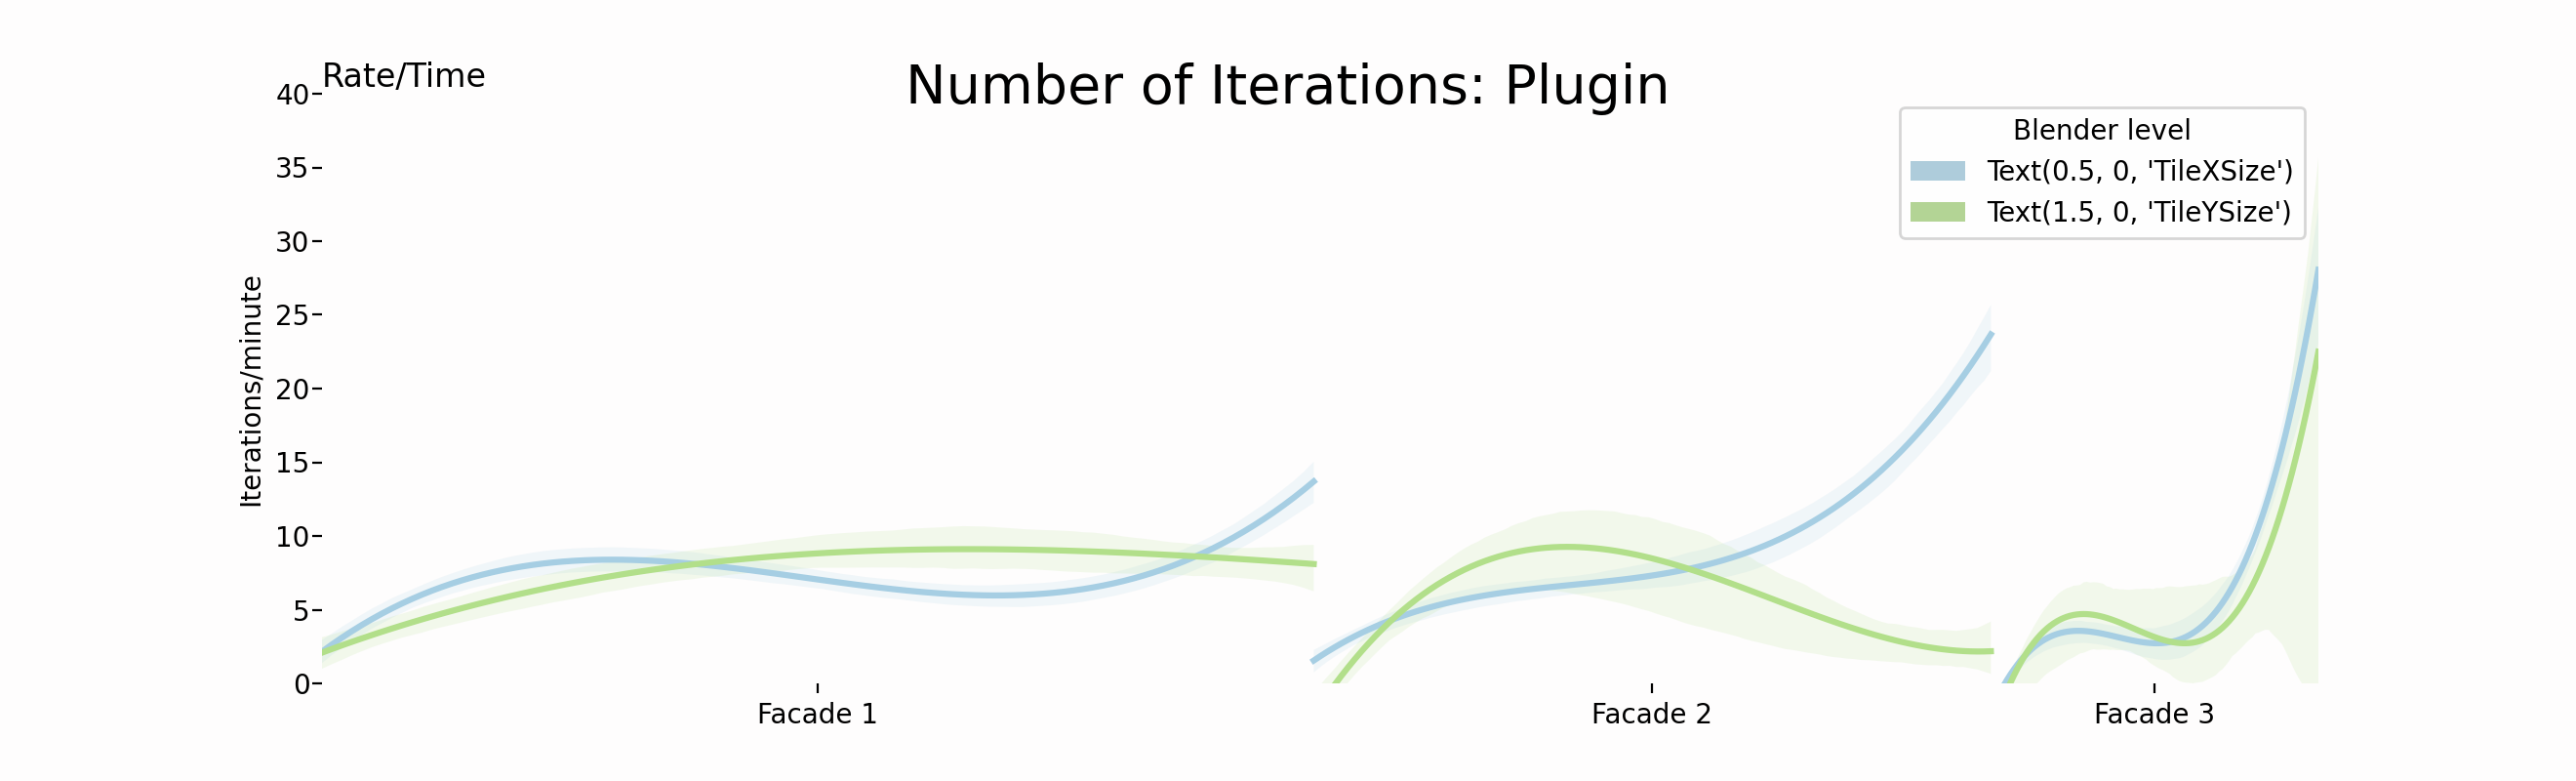 Number of Iterations: Plugin
Rate/Time
40
35
30
25
20
15
10
5
0
Iterations/minute
Blender level
Text(0.5, 0, 'TileXSize')
Text(1.5, 0, 'TileYSize')
Facade 1
Facade 2
Facade 3